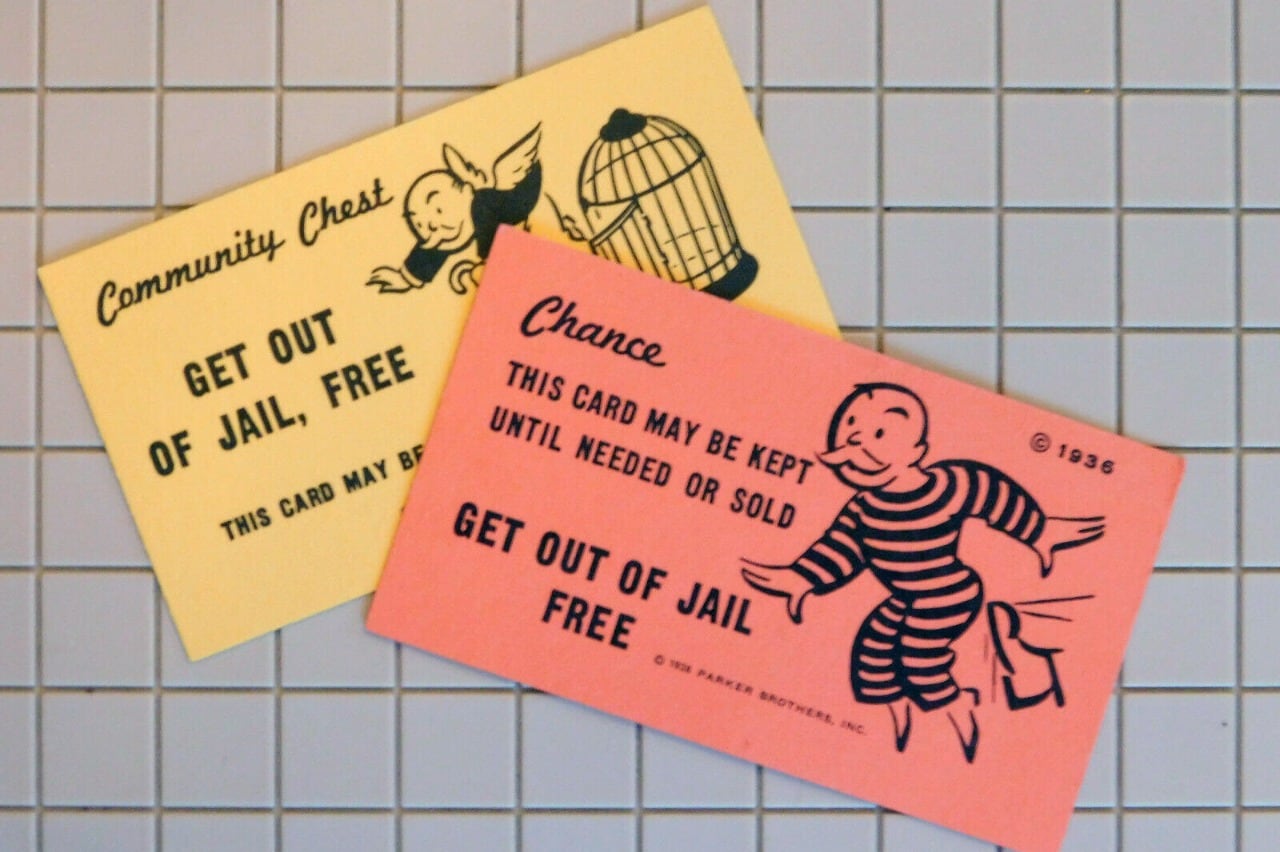 Community Chest
GET OUT
OF JAIL, FREE
THIS CARD MAY BE
Chance
THIS CARD MAY BE KEPT
UNTIL NEEDED OR SOLD
GET OUT OF JAIL
FREE
© 1936
© 1936 PARKER BROTHERS, INC.